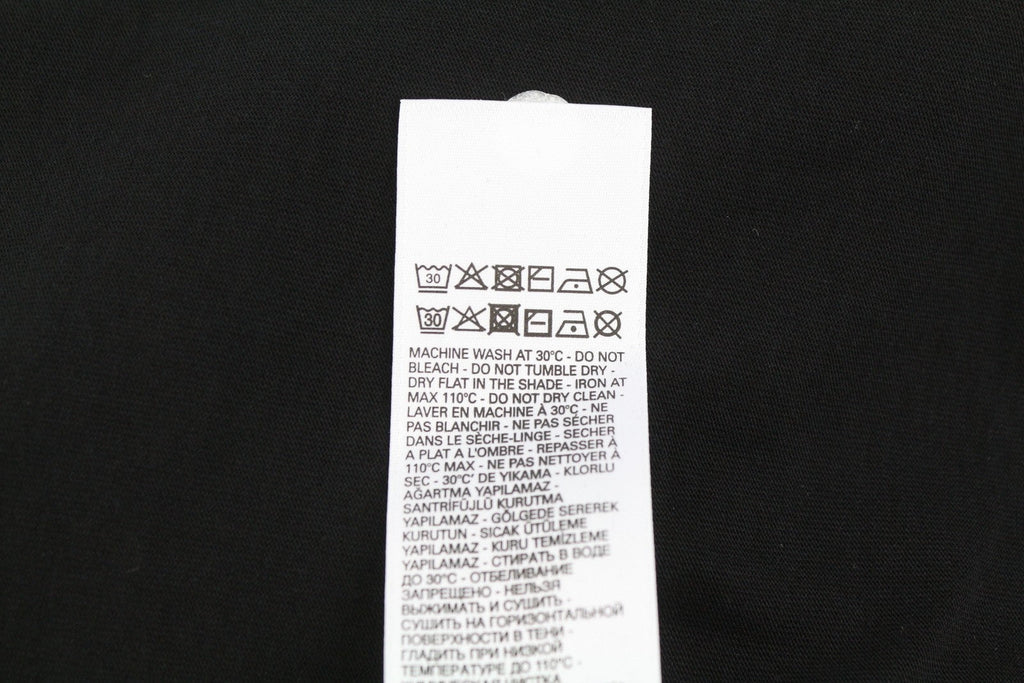 30
30
MACHINE WASH AT 30°C - DO NOT
BLEACH - DO NOT TUMBLE DRY -
DRY FLAT IN THE SHADE - IRON AT
MAX 110°C - DO NOT DRY CLEAN -
LAVER EN MACHINE À 30°C - NE
PAS BLANCHIR - NE PAS SÉCHER
DANS LE SÈCHE-LINGE - SECHER
A PLAT A L'OMBRE - REPASSER À
110°C MAX - NE PAS NETTOYER À
SEC - 30°C' DE YIKAMA - KLORLU
AĞARTMA YAPILAMAZ -
SANTRİFÜJLÜ KURUTMA
YAPILAMAZ - GÖLGEDE SEREREK
KURUTUN - SICAK ÜTÜLEME
YAPILAMAZ - KURU TEMİZLEME
YAPILAMAZ - СТИРАТЬ В ВОДЕ
ДО 30°C - ОТБЕЛИВАНИЕ
ЗАПРЕЩЕНО - НЕЛЬЗЯ
ВЫЖИМАТЬ И СУШИТЬ -
СУШИТЬ НА ГОРИЗОНТАЛЬНОЙ
ПОВЕРХНОСТИ В ТЕНИ -
ГЛАДИТЬ ПРИ НИЗКОЙ
ТЕМПЕРАТУРЕ ДО 110°C -